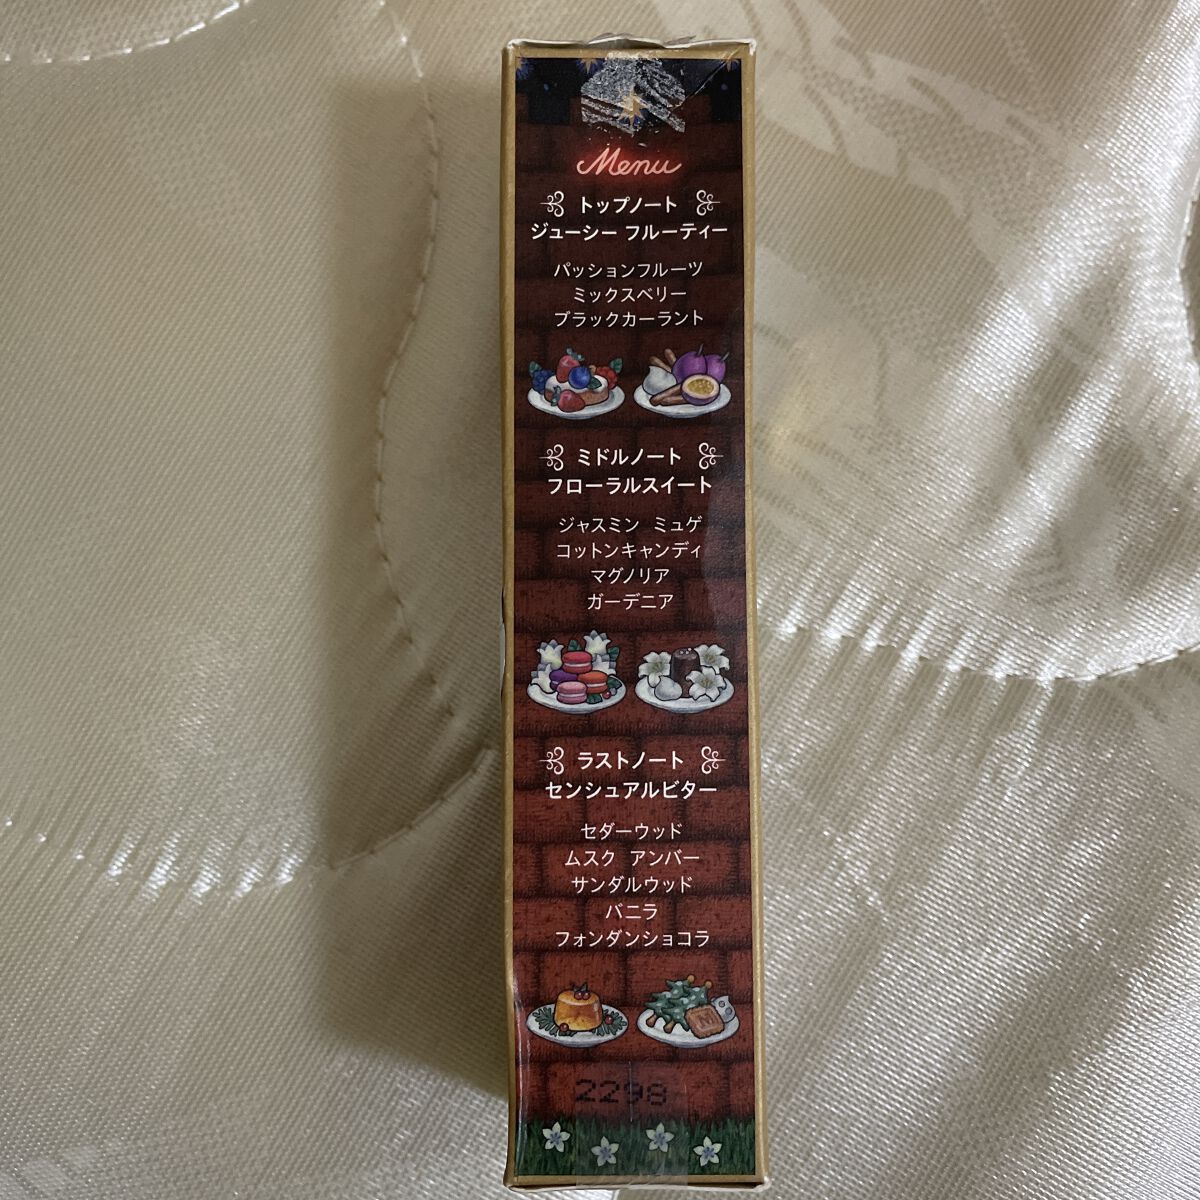 Menu
トップノート
ジューシー フルーティー
パッションフルーツ
ミックスベリー
ブラックカーラント
ミドルノート
フローラルスイート
ジャスミン ミュゲ
コットンキャンディ
マグノリア
ガーデニア
ラストノート
センシュアルビター
セダーウッド
ムスク アンバー
サンダルウッド
バニラ
フォンダンショコラ
M
2298